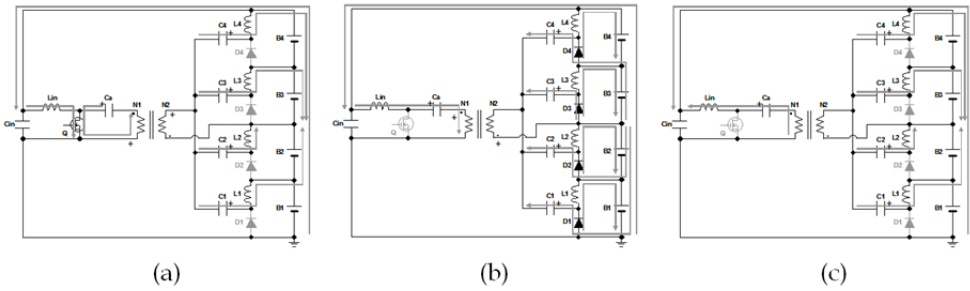 L4
C4 +
B4
D4
L3
C3 +
B3
D3
Lin
Ca
+
N1
N2
+
Cin
Q
+
L2
C2 +
B2
D2
L1
C1 +
B1
D1
(a)
L4
C4
+
B4
D4
L3
C3
+
B3
D3
Lin
Ca
+
N1
N2
+
Cin
Q
+
L2
C2
+
B2
D2
L1
C1
+
B1
D1
(b)
L4
C4 +
B4
D4
L3
C3 +
B3
D3
Lin
Ca
+
N1
N2
Cin
Q
L2
C2 +
B2
D2
L1
C1 +
B1
D1
(c)